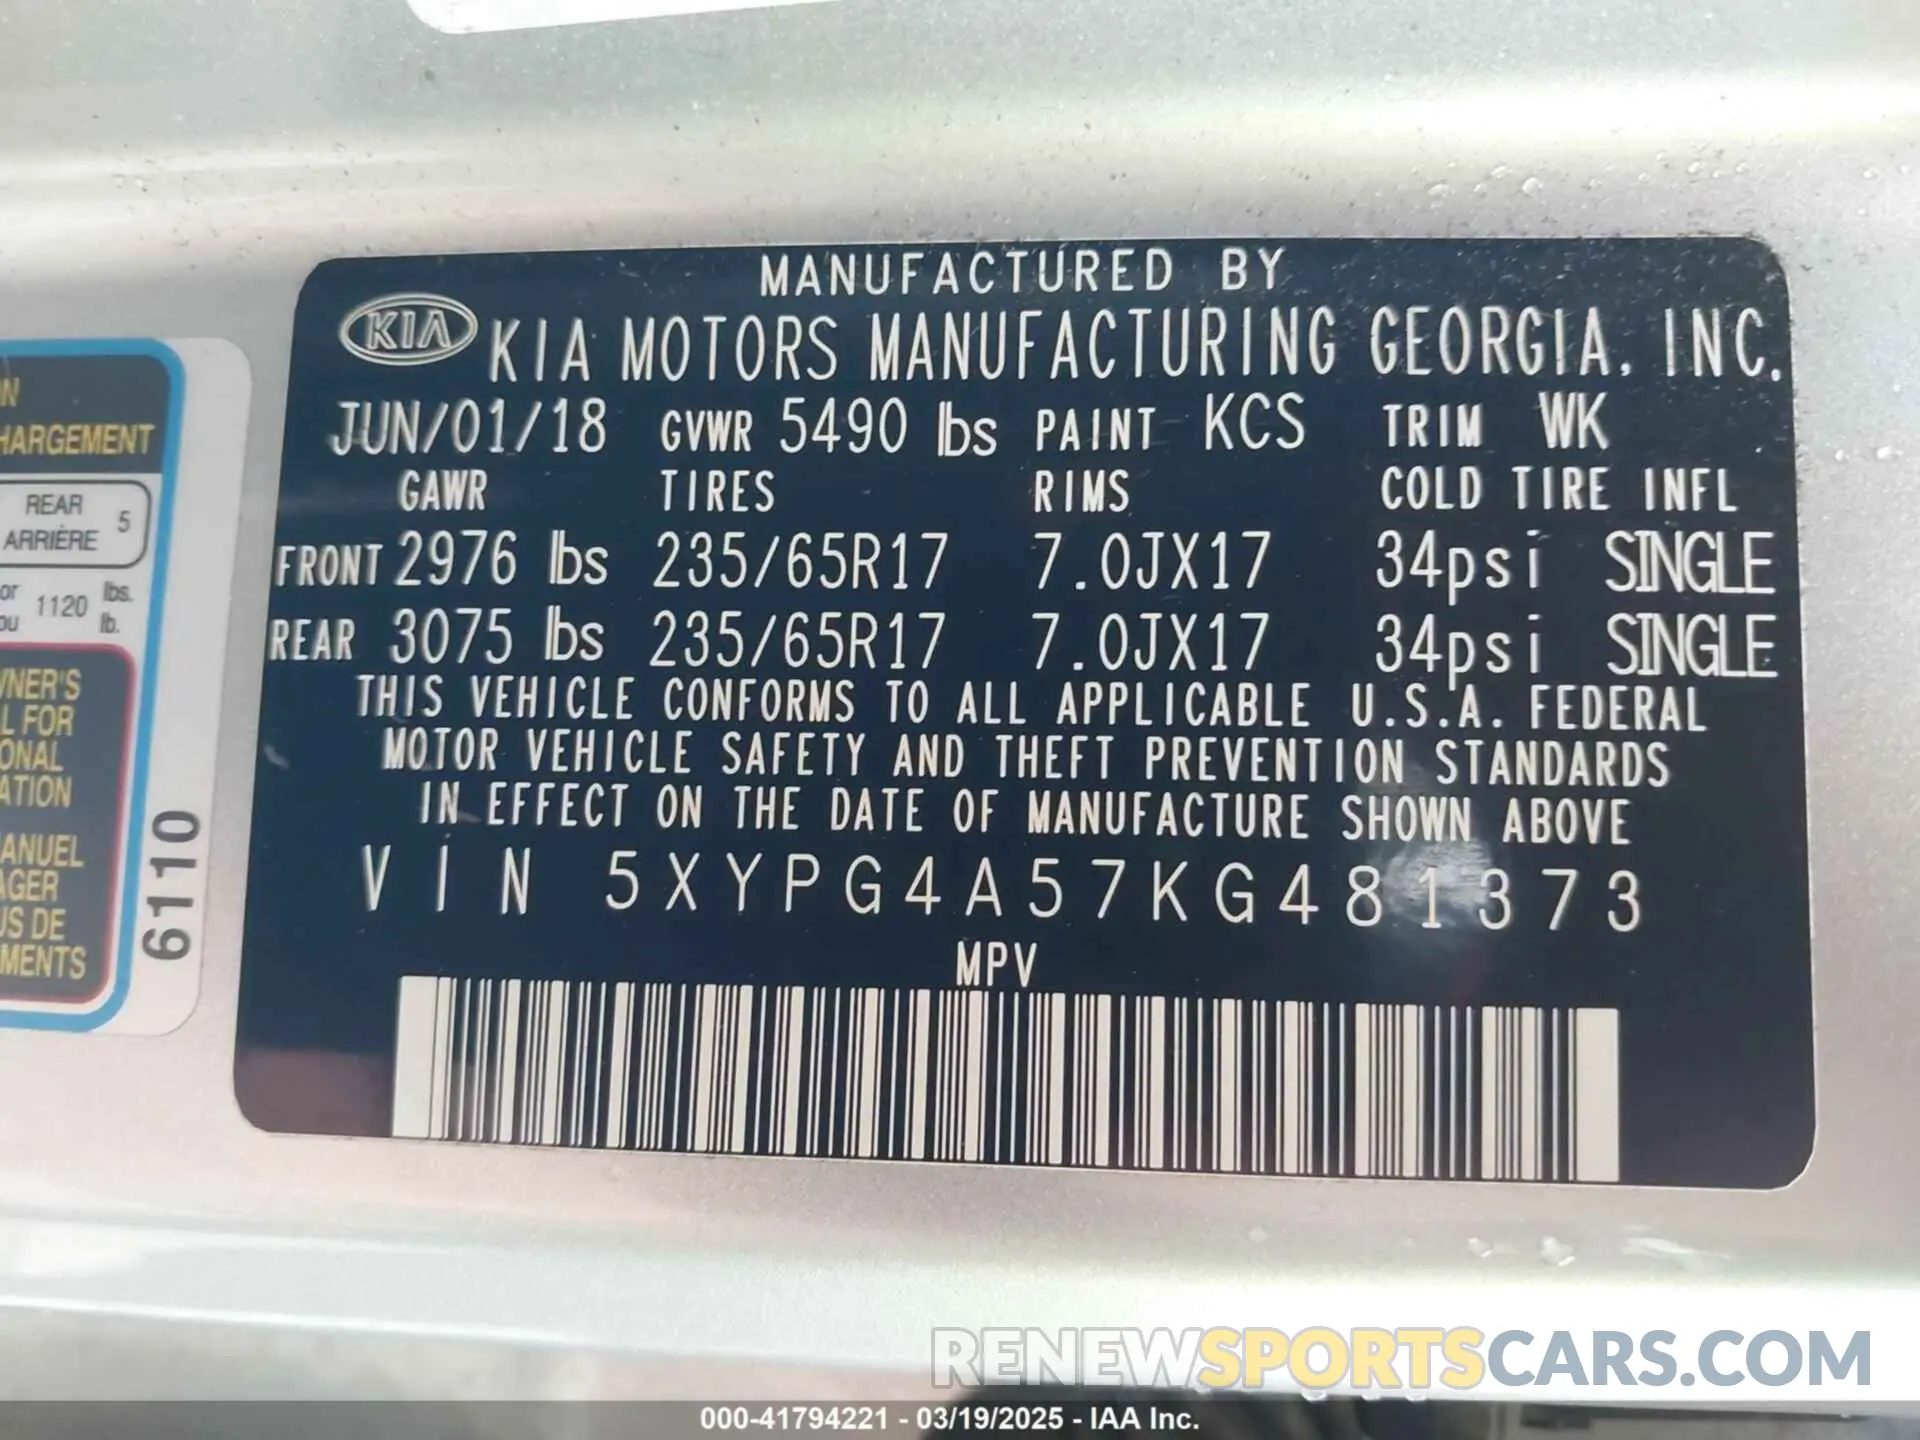 MANUFACTURED BY
KIA KIA MOTORS MANUFACTURING GEORGIA, INC.
JUN/01/18 GVWR 5490 lbs PAINT KCS TRIM WK
GAWR TIRES RIMS COLD TIRE INFL
FRONT 2976 lbs 235/65R17 7.0JX17 34psi SINGLE
REAR 3075 lbs 235/65R17 7.0JX17 34psi SINGLE
THIS VEHICLE CONFORMS TO ALL APPLICABLE U.S.A. FEDERAL
MOTOR VEHICLE SAFETY AND THEFT PREVENTION STANDARDS
IN EFFECT ON THE DATE OF MANUFACTURE SHOWN ABOVE
VIN 5XYPG4A57KG481373
MPV
REAR
ARRIÈRE 5
or 1120 lbs.
lb.
6110
US DE
RENEWSPORTSCARS.COM
000-41794221 - 03/19/2025 - IAA Inc.